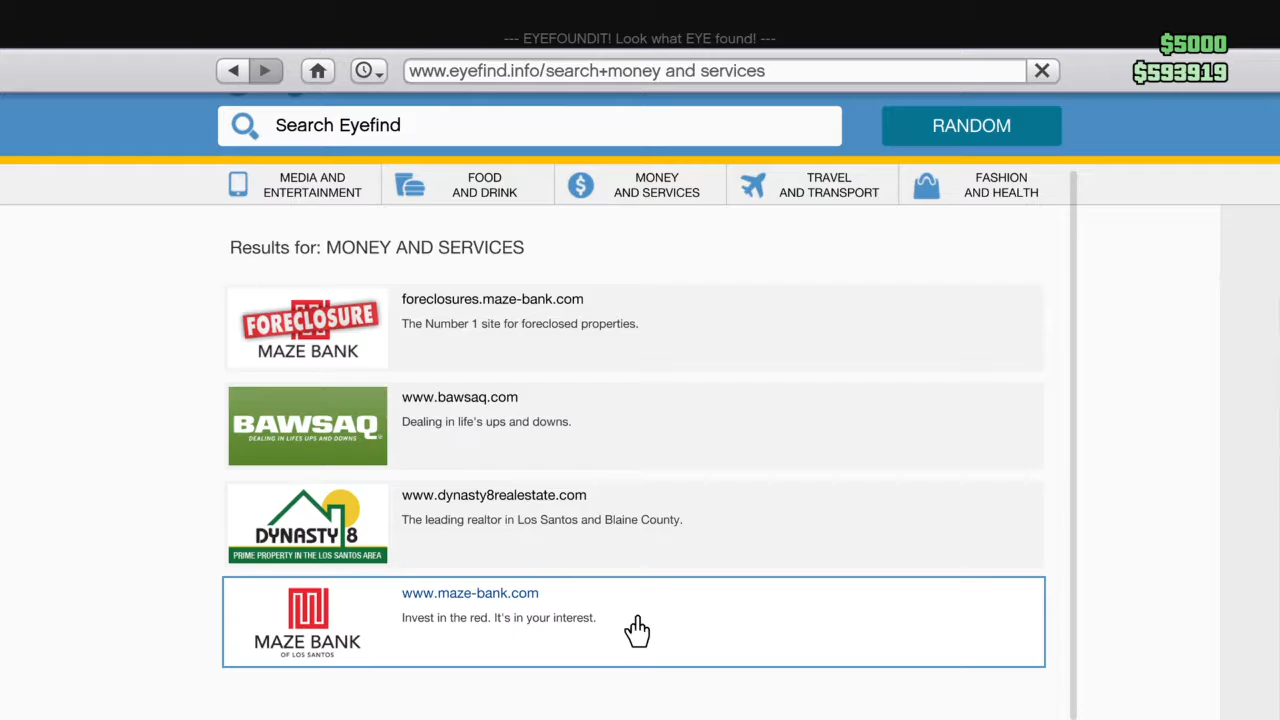 --- EYEFOUNDIT! Look what EYE found! ---
$5000
www.eyefind.info/search+money and services
$593919
Search Eyefind
RANDOM
MEDIA AND
ENTERTAINMENT
FOOD
AND DRINK
MONEY
AND SERVICES
TRAVEL
AND TRANSPORT
FASHION
AND HEALTH
Results for: MONEY AND SERVICES
FORECLOSURE
MAZE BANK
foreclosures.maze-bank.com
The Number 1 site for foreclosed properties.
BAWSAQ
DEALING IN LIFES UPS AND DOWNS
www.bawsaq.com
Dealing in life's ups and downs.
DYNASTY 8
PRIME PROPERTY IN THE LOS SANTOS AREA
www.dynasty8realestate.com
The leading realtor in Los Santos and Blaine County.
MAZE BANK
OF LOS SANTOS
www.maze-bank.com
Invest in the red. It's in your interest.